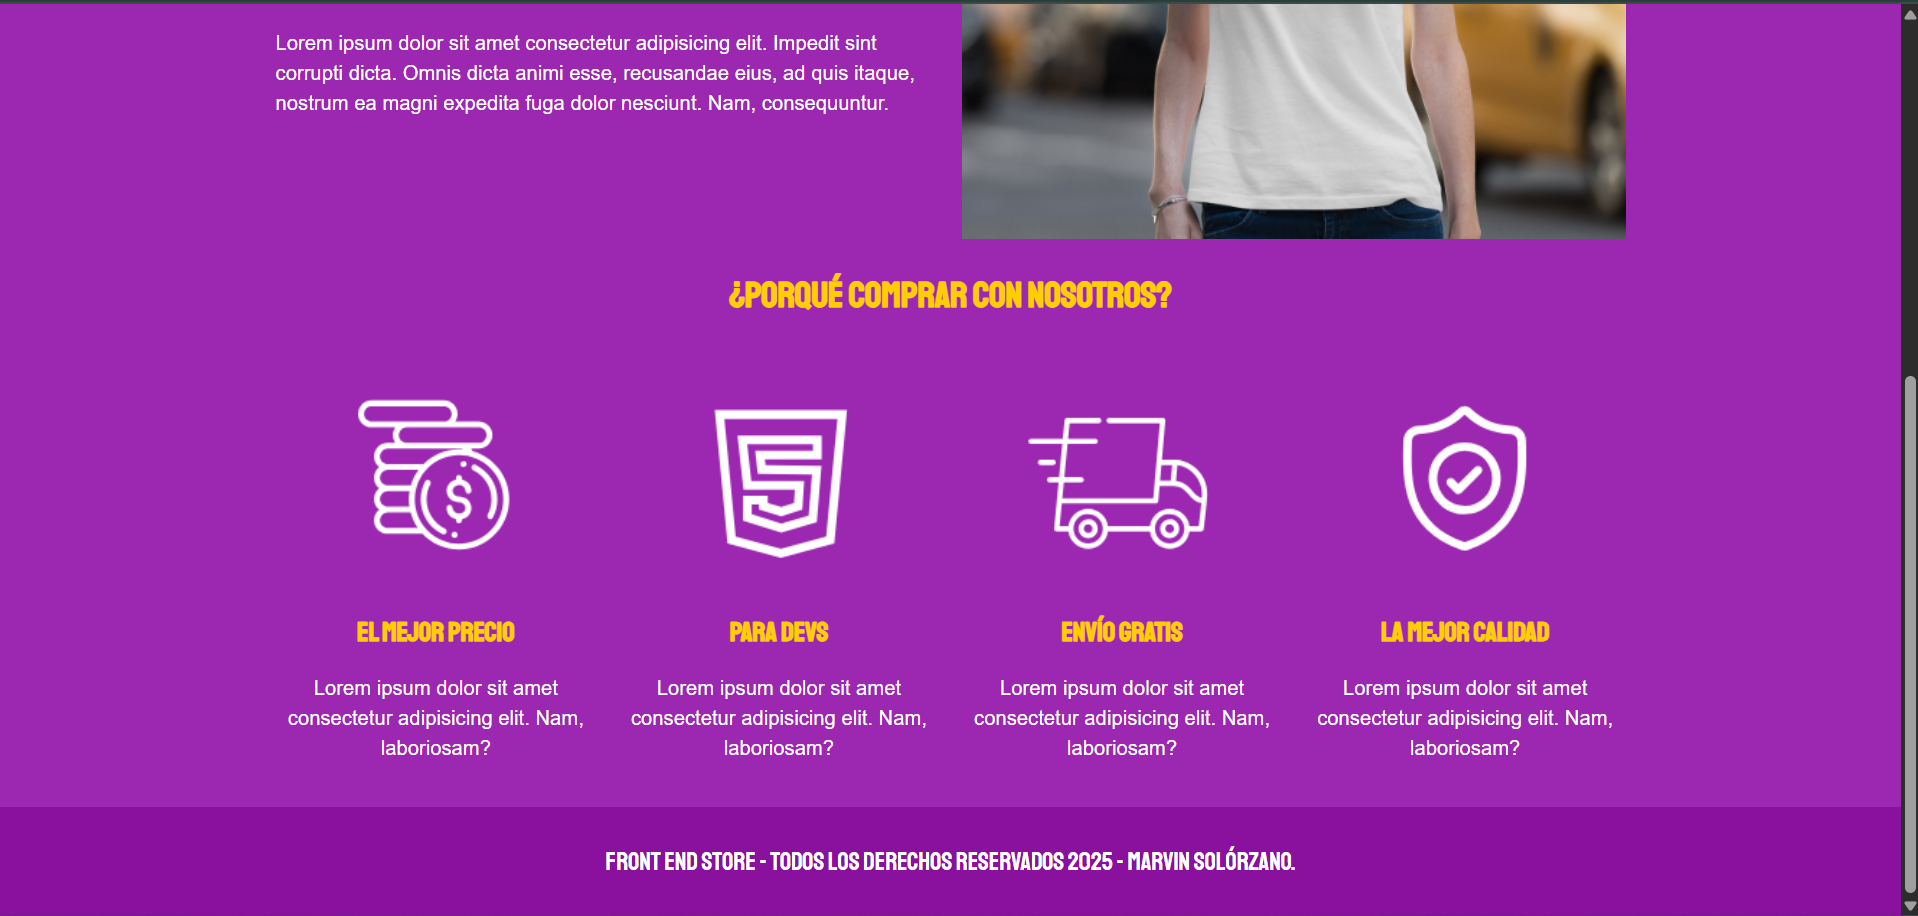 Lorem ipsum dolor sit amet consectetur adipisicing elit. Impedit sint
corrupti dicta. Omnis dicta animi esse, recusandae eius, ad quis itaque,
nostrum ea magni expedita fuga dolor nesciunt. Nam, consequuntur.
¿PORQUÉ COMPRAR CON NOSOTROS?
$
5
EL MEJOR PRECIO
Lorem ipsum dolor sit amet
consectetur adipisicing elit. Nam,
laboriosam?
PARA DEVS
Lorem ipsum dolor sit amet
consectetur adipisicing elit. Nam,
laboriosam?
ENVÍO GRATIS
Lorem ipsum dolor sit amet
consectetur adipisicing elit. Nam,
laboriosam?
LA MEJOR CALIDAD
Lorem ipsum dolor sit amet
consectetur adipisicing elit. Nam,
laboriosam?
FRONT END STORE - TODOS LOS DERECHOS RESERVADOS 2025 - MARVIN SOLÓRZANO.